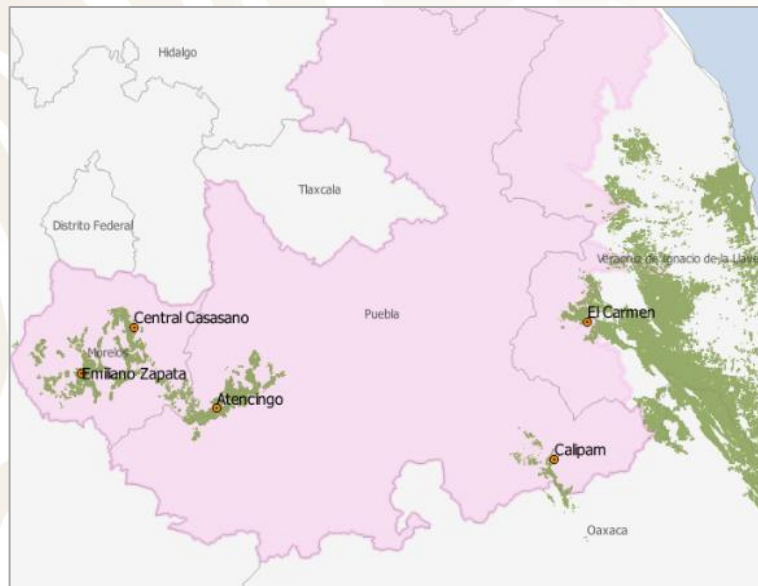 Hidalgo
Tlaxcala
Distrito Federal
Veracruz de Ignacio de la Llave
Puebla
El Carmen
Central Casasano
Morelos
Emiliano Zapata
Atencingo
Calipam
Oaxaca